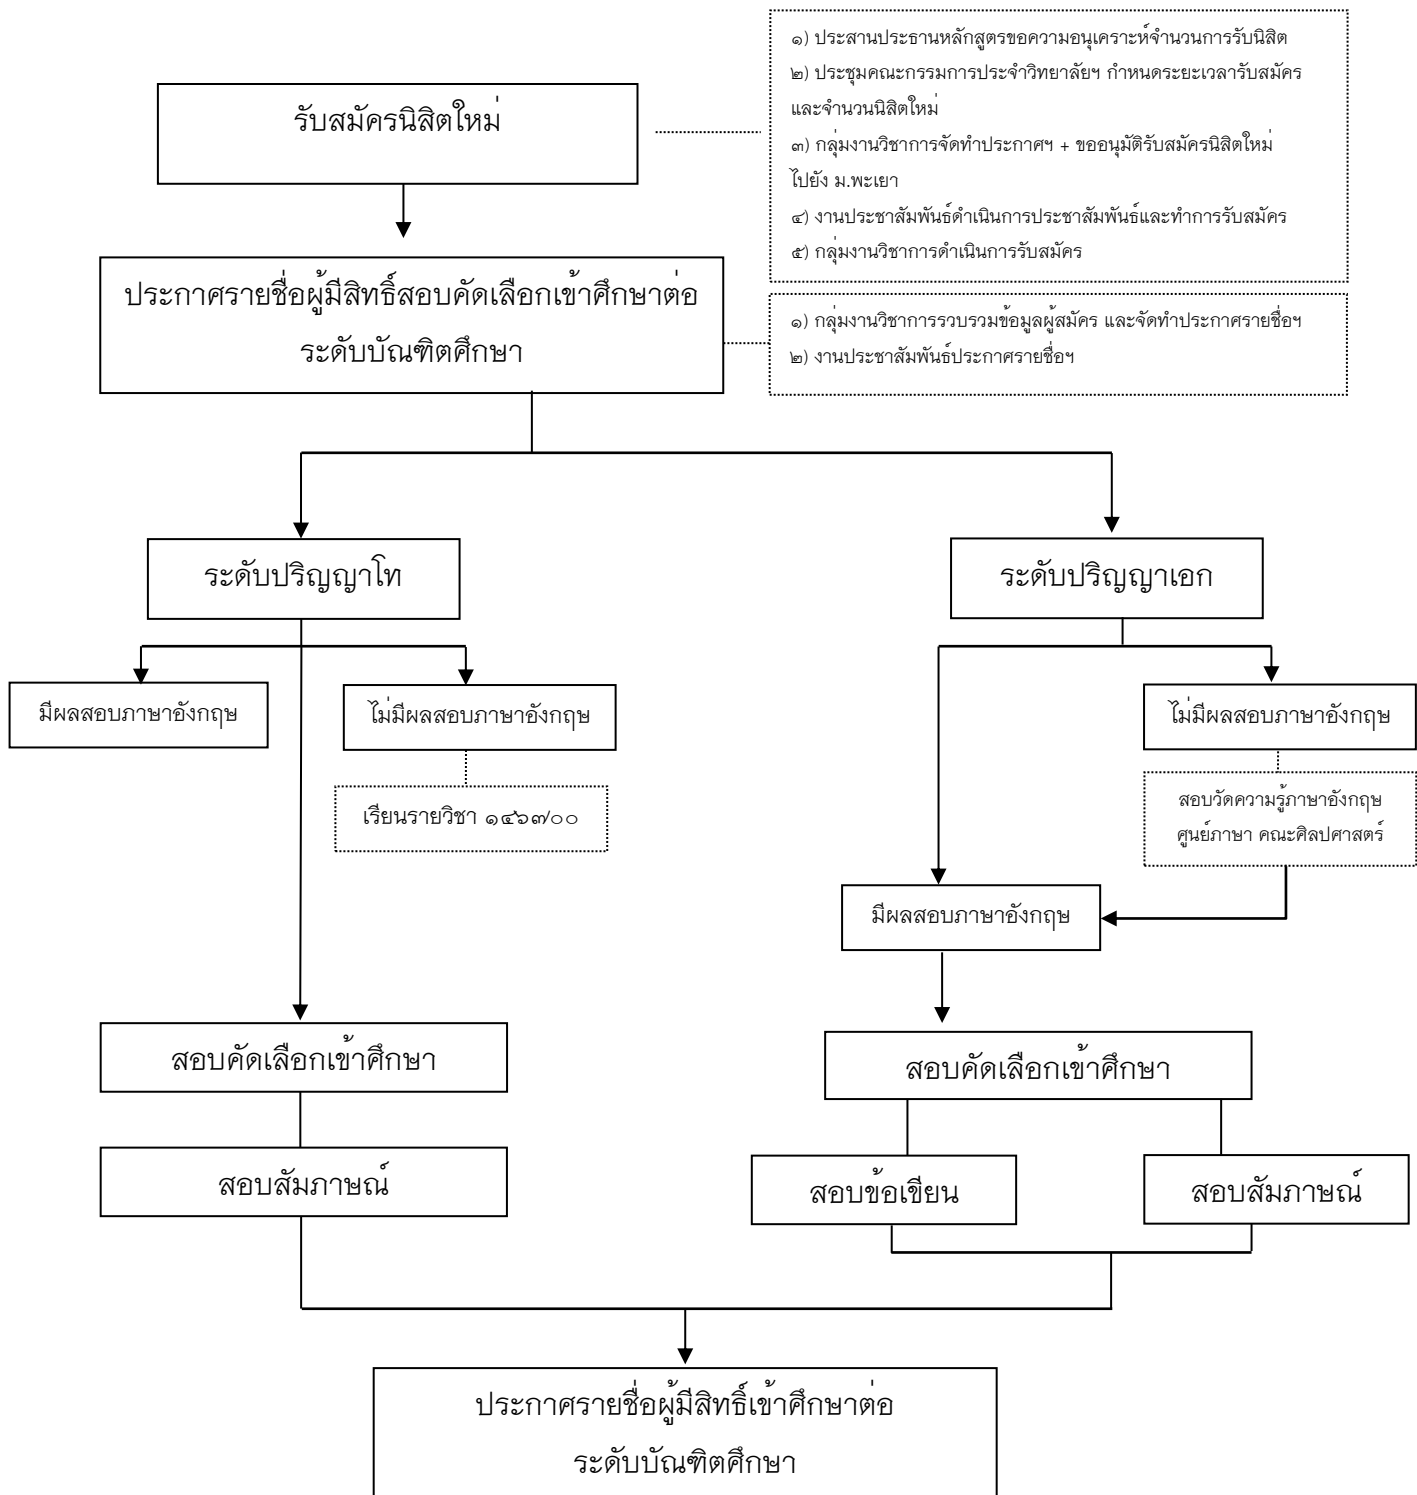 รับสมัครนิสิตใหม่
๑) ประสานประธานหลักสูตรขอความอนุเคราะห์จำนวนการรับนิสิต
๒) ประชุมคณะกรรมการประจำวิทยาลัยฯ กำหนดระยะเวลารับสมัคร
และจำนวนนิสิตใหม่
๓) กลุ่มงานวิชาการจัดทำประกาศฯ + ขออนุมัติรับสมัครนิสิตใหม่
ไปยัง ม.พะเยา
๔) งานประชาสัมพันธ์ดำเนินการประชาสัมพันธ์และทำการรับสมัคร
๕) กลุ่มงานวิชาการดำเนินการรับสมัคร
ประกาศรายชื่อผู้มีสิทธิ์สอบคัดเลือกเข้าศึกษาต่อ
ระดับบัณฑิตศึกษา
๑) กลุ่มงานวิชาการรวบรวมข้อมูลผู้สมัคร และจัดทำประกาศรายชื่อฯ
๒) งานประชาสัมพันธ์ประกาศรายชื่อฯ
ระดับปริญญาโท
ระดับปริญญาเอก
มีผลสอบภาษาอังกฤษ
ไม่มีผลสอบภาษาอังกฤษ
ไม่มีผลสอบภาษาอังกฤษ
เรียนรายวิชา ๑๔๖๗๐๐
สอบวัดความรู้ภาษาอังกฤษ
ศูนย์ภาษา คณะศิลปศาสตร์
มีผลสอบภาษาอังกฤษ
สอบคัดเลือกเข้าศึกษา
สอบคัดเลือกเข้าศึกษา
สอบสัมภาษณ์
สอบข้อเขียน
สอบสัมภาษณ์
ประกาศรายชื่อผู้มีสิทธิ์เข้าศึกษาต่อ
ระดับบัณฑิตศึกษา